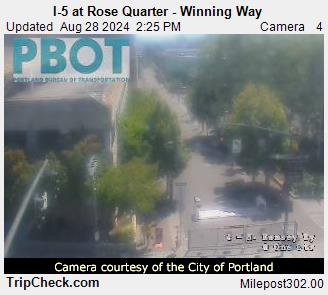 I-5 at Rose Quarter - Winning Way
Updated Aug 28 2024 2:25 PM Camera 4
PBOT
PORTLAND BUREAU OF TRANSPORTATION
Camera courtesy of the City of Portland
TripCheck.com Milepost302.00